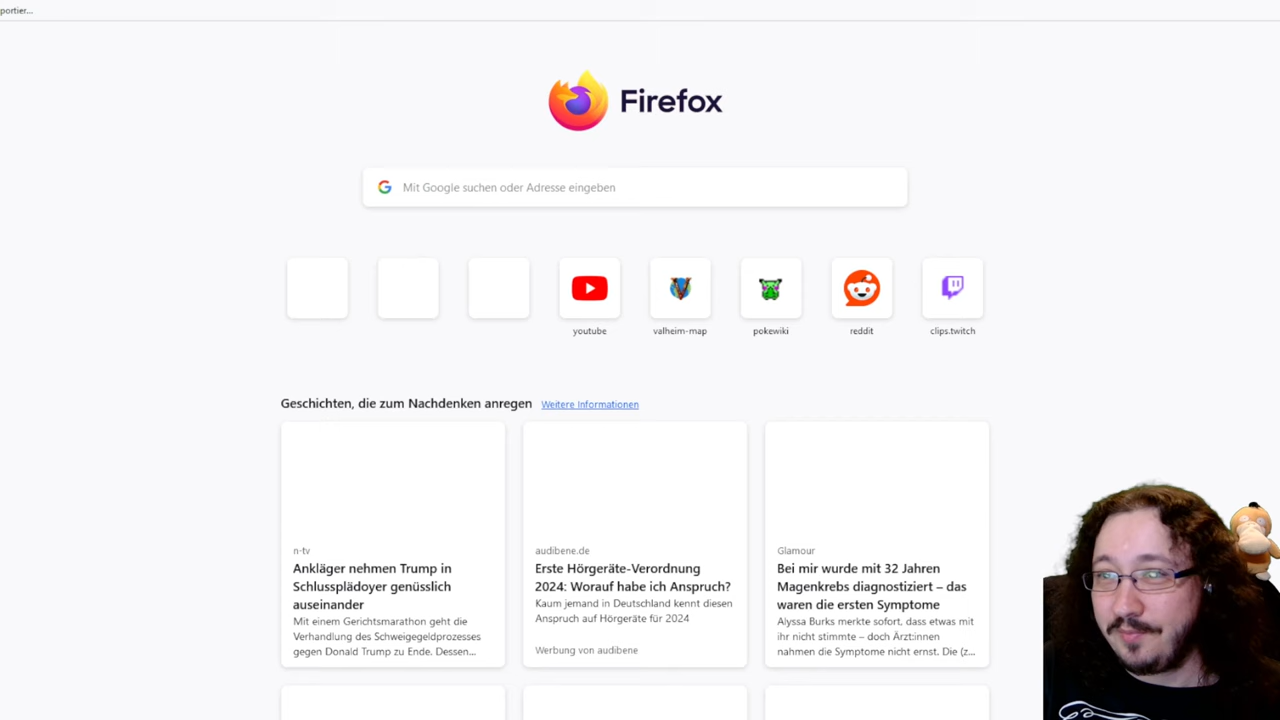 portier...
Firefox
Mit Google suchen oder Adresse eingeben
youtube
valheim-map
pokewiki
reddit
clips.twitch
Geschichten, die zum Nachdenken anregen Weitere Informationen
n-tv
Ankläger nehmen Trump in
Schlussplädoyer genüsslich
auseinander
Mit einem Gerichtsmarathon geht die
Verhandlung des Schweigegeldprozesses
gegen Donald Trump zu Ende. Dessen...
audibene.de
Erste Hörgeräte-Verordnung
2024: Worauf habe ich Anspruch?
Kaum jemand in Deutschland kennt diesen
Anspruch auf Hörgeräte für 2024
Werbung von audibene
Glamour
Bei mir wurde mit 32 Jahren
Magenkrebs diagnostiziert – das
waren die ersten Symptome
Alyssa Burks merkte sofort, dass etwas mit
ihr nicht stimmte – doch Ärzt:innen
nahmen die Symptome nicht ernst. Die (z...